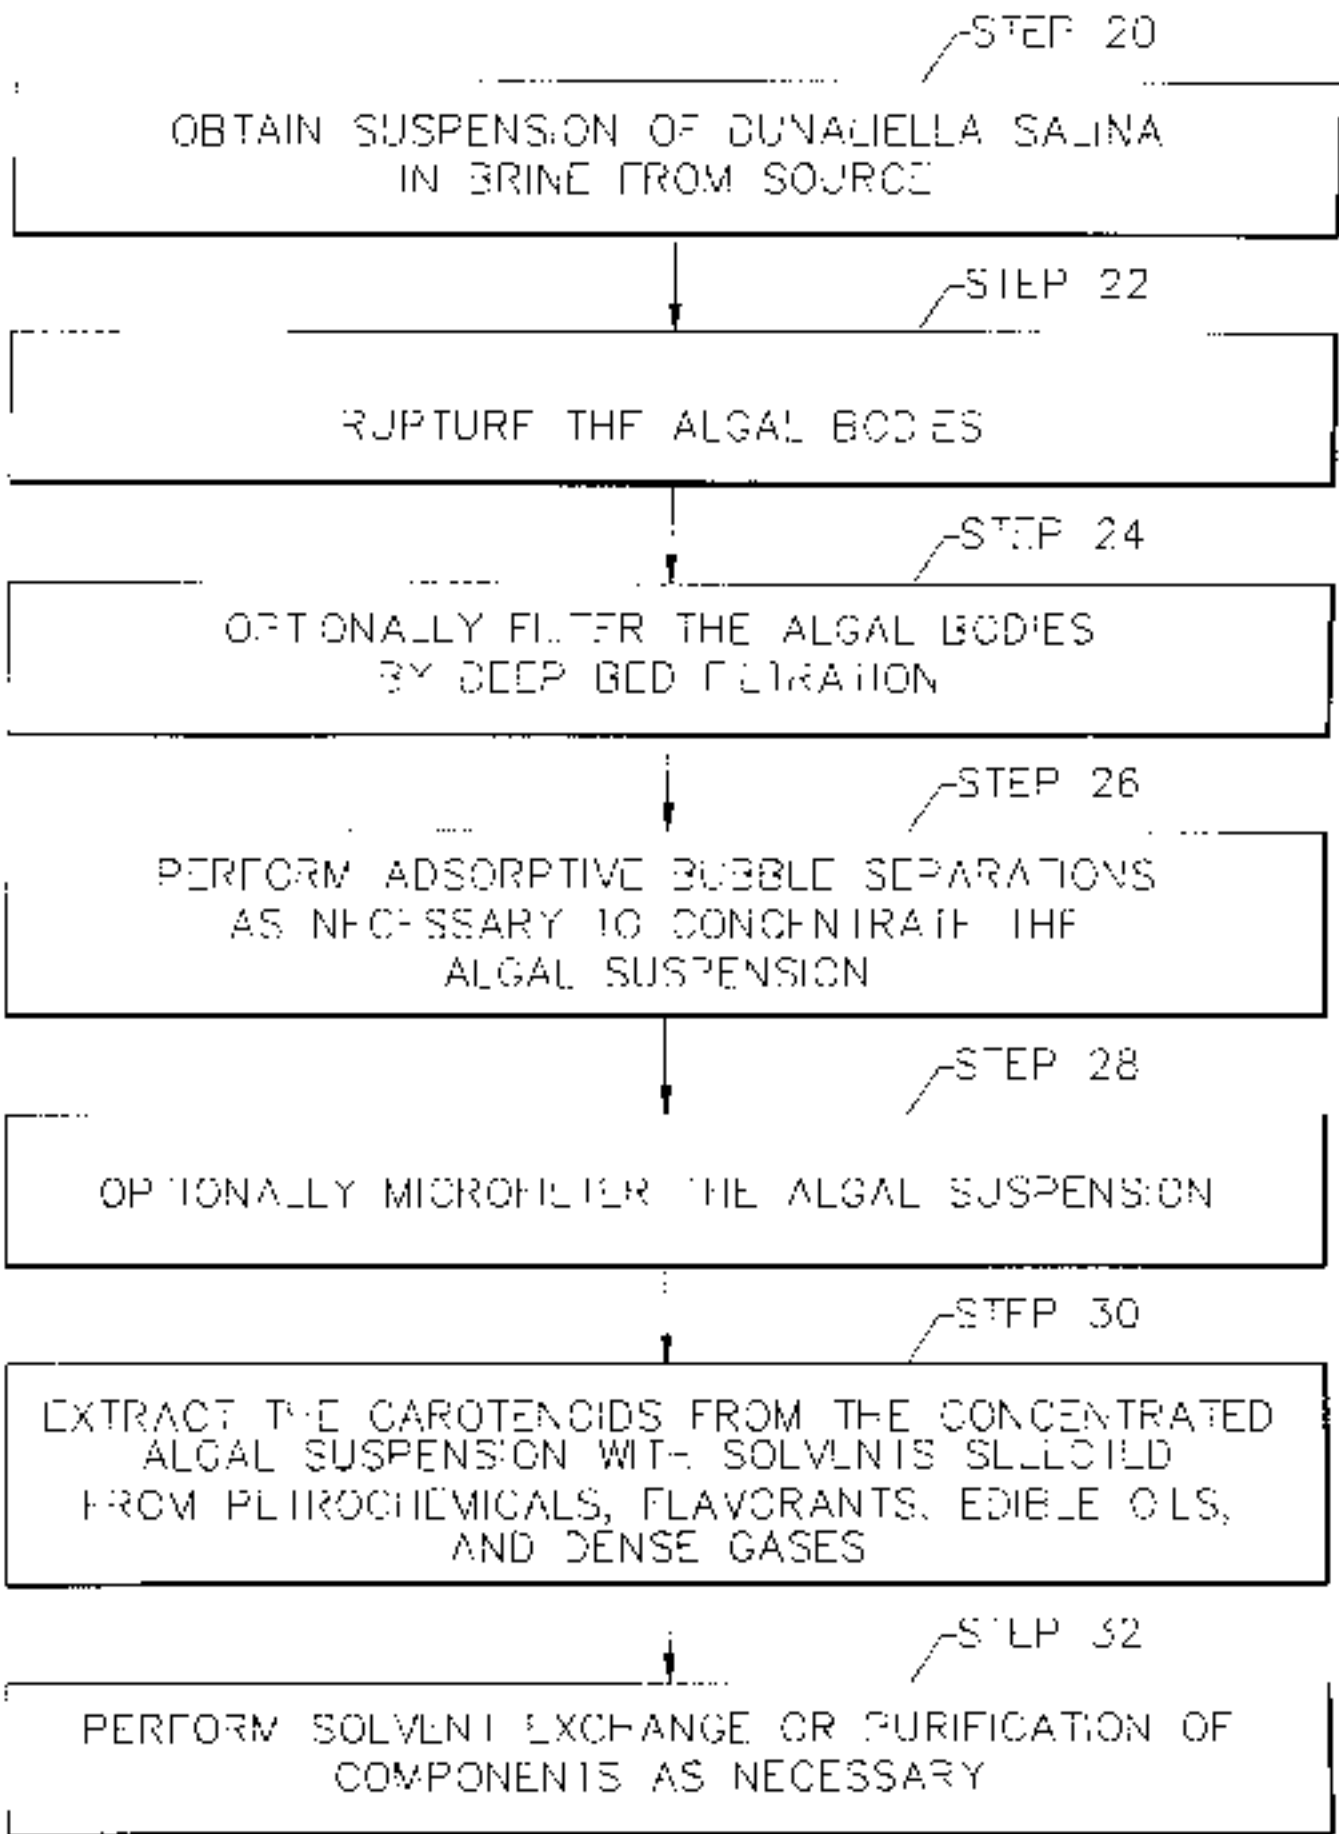 STEP 20
OBTAIN SUSPENSION OF DUNALIELLA SALINA
IN BRINE FROM SOURCE
STEP 22
RUPTURE THE ALGAL BODIES
STEP 24
OPTIONALLY FILTER THE ALGAL BODIES
BY DEEP BED FILTRATION
STEP 26
PERFORM ADSORPTIVE BUBBLE SEPARATIONS
AS NECESSARY TO CONCENTRATE THE
ALGAL SUSPENSION
STEP 28
OPTIONALLY MICROFILTER THE ALGAL SUSPENSION
STEP 30
EXTRACT THE CAROTENOIDS FROM THE CONCENTRATED
ALGAL SUSPENSION WITH SOLVENTS SELECTED
FROM PETROCHEMICALS, FLAVORANTS, EDIBLE OILS,
AND DENSE GASES
STEP 32
PERFORM SOLVENT EXCHANGE OR PURIFICATION OF
COMPONENTS AS NECESSARY